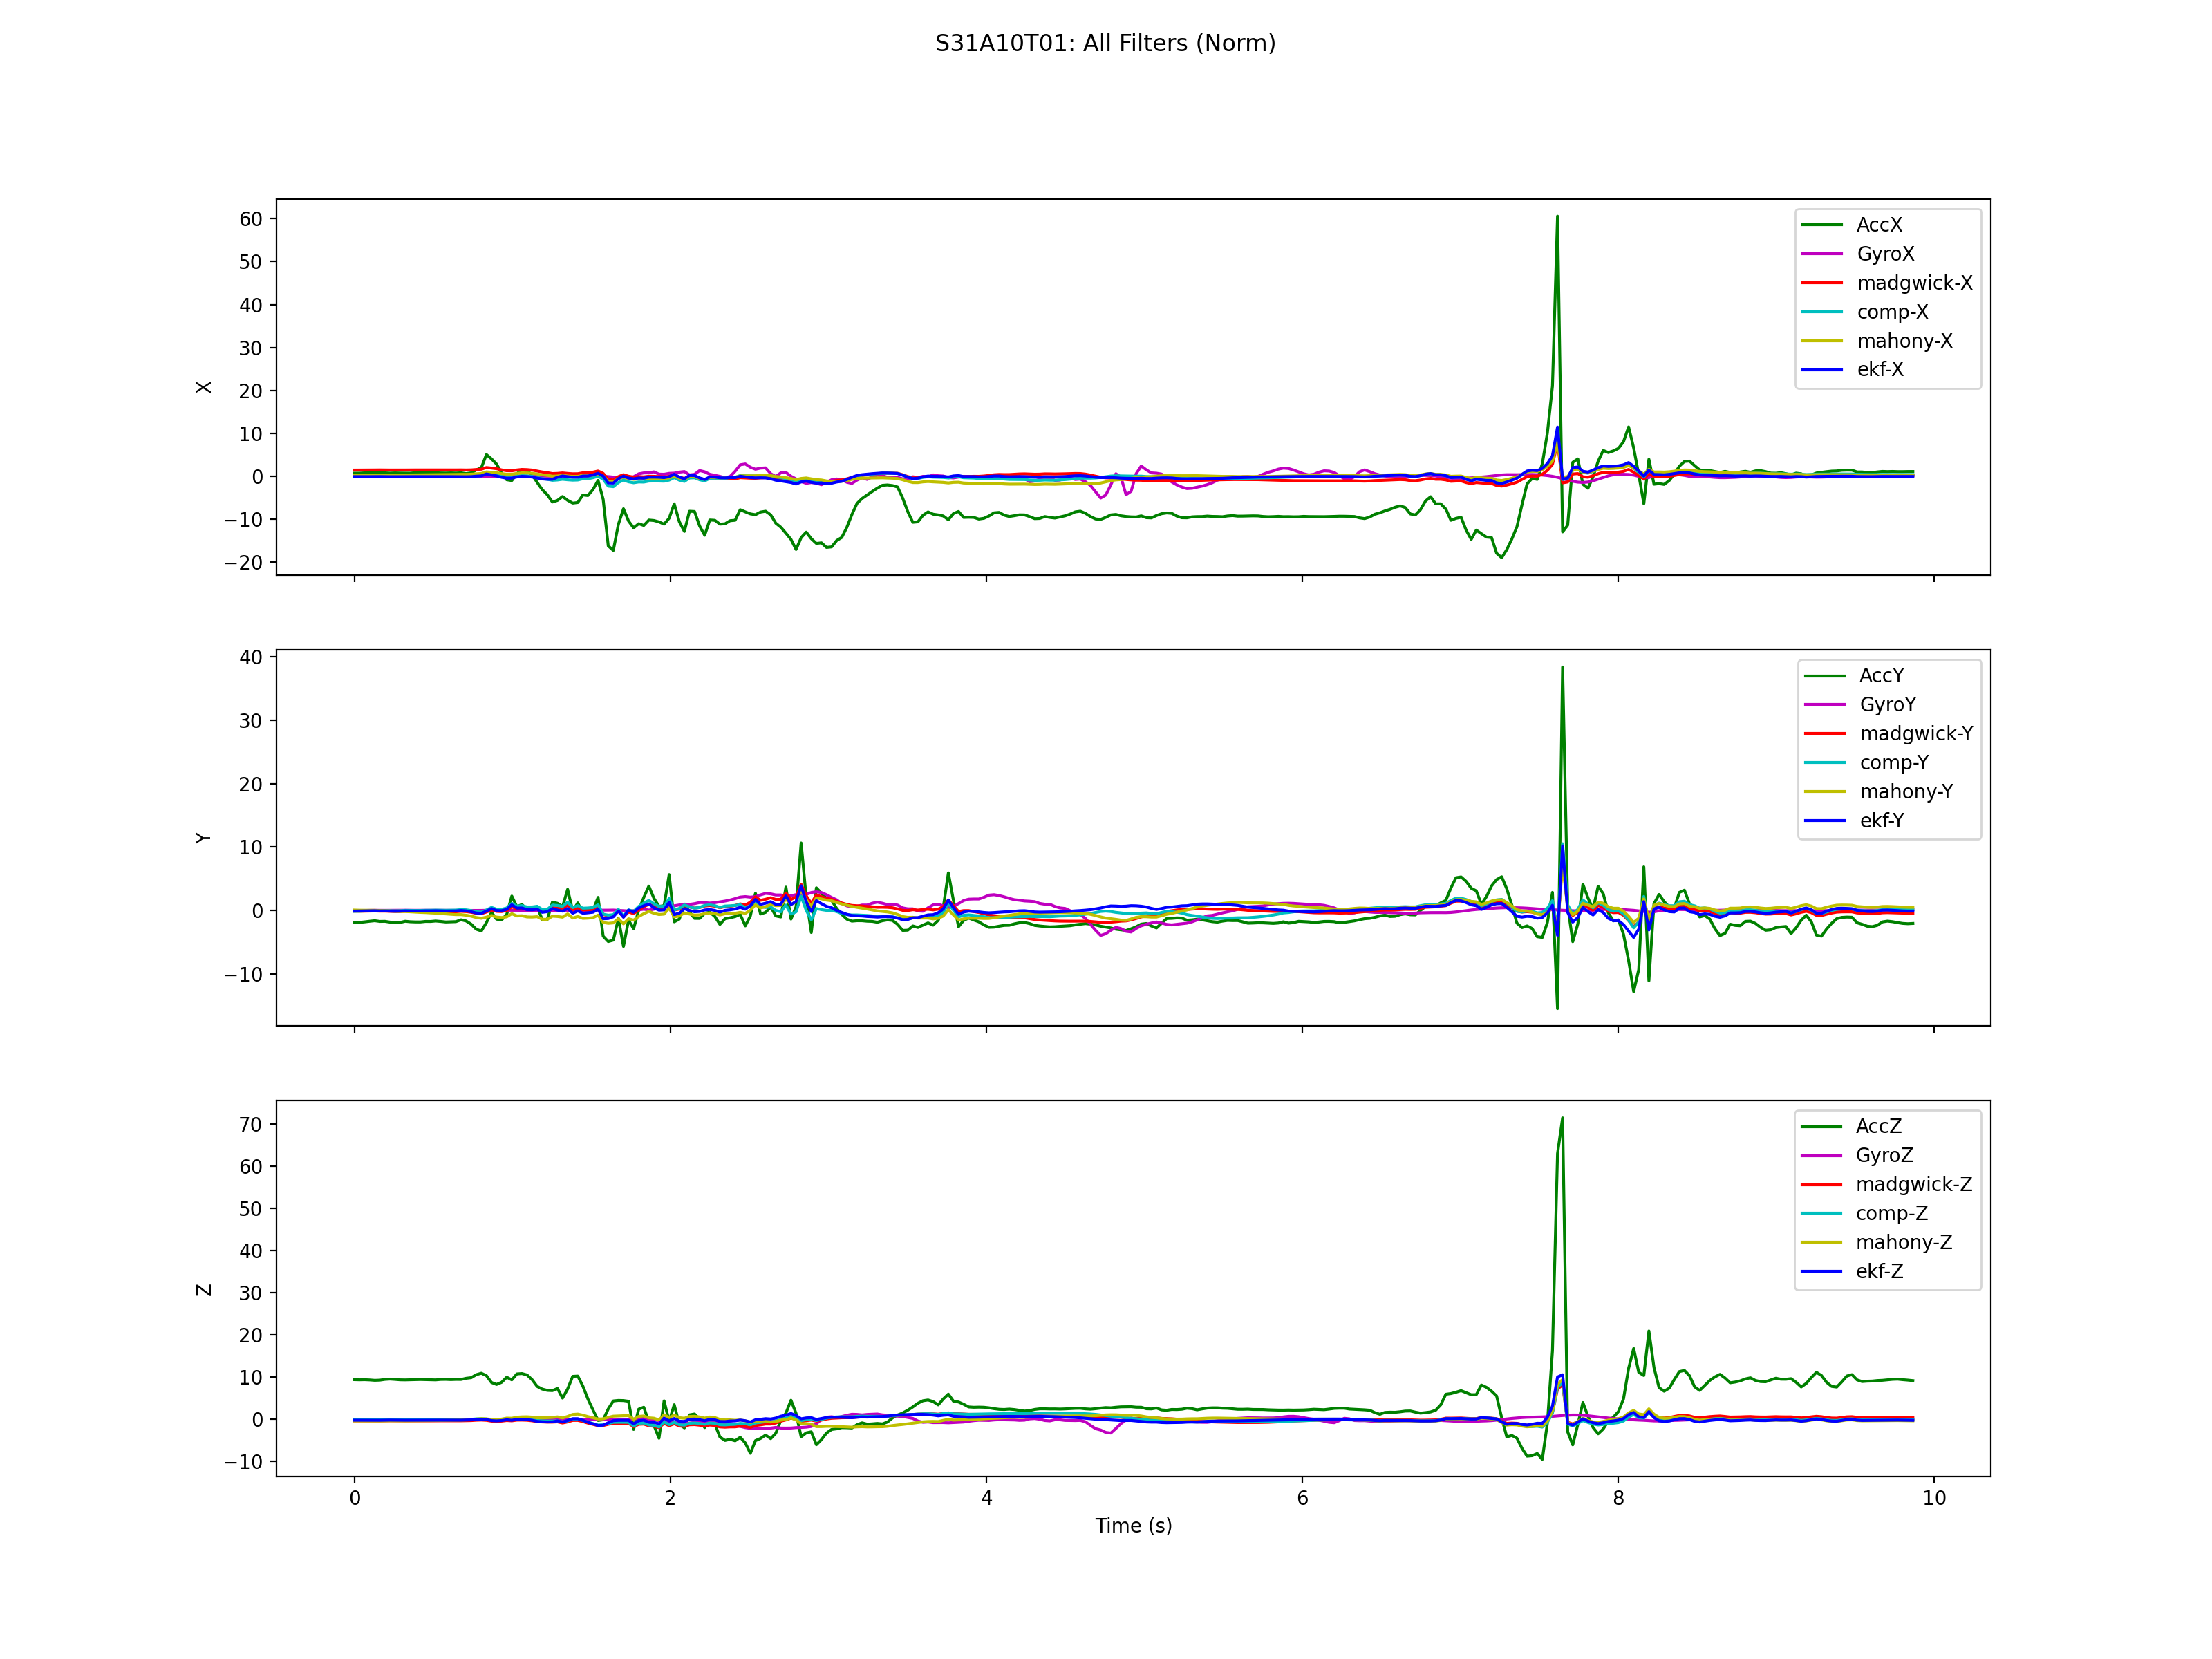 S31A10T01: All Filters (Norm)
60
50
40
30
20
10
0
−10
−20
X
AccX
GyroX
madgwick-X
comp-X
mahony-X
ekf-X
40
30
20
10
0
−10
Y
AccY
GyroY
madgwick-Y
comp-Y
mahony-Y
ekf-Y
70
60
50
40
30
20
10
0
−10
Z
AccZ
GyroZ
madgwick-Z
comp-Z
mahony-Z
ekf-Z
0 2 4 6 8 10
Time (s)